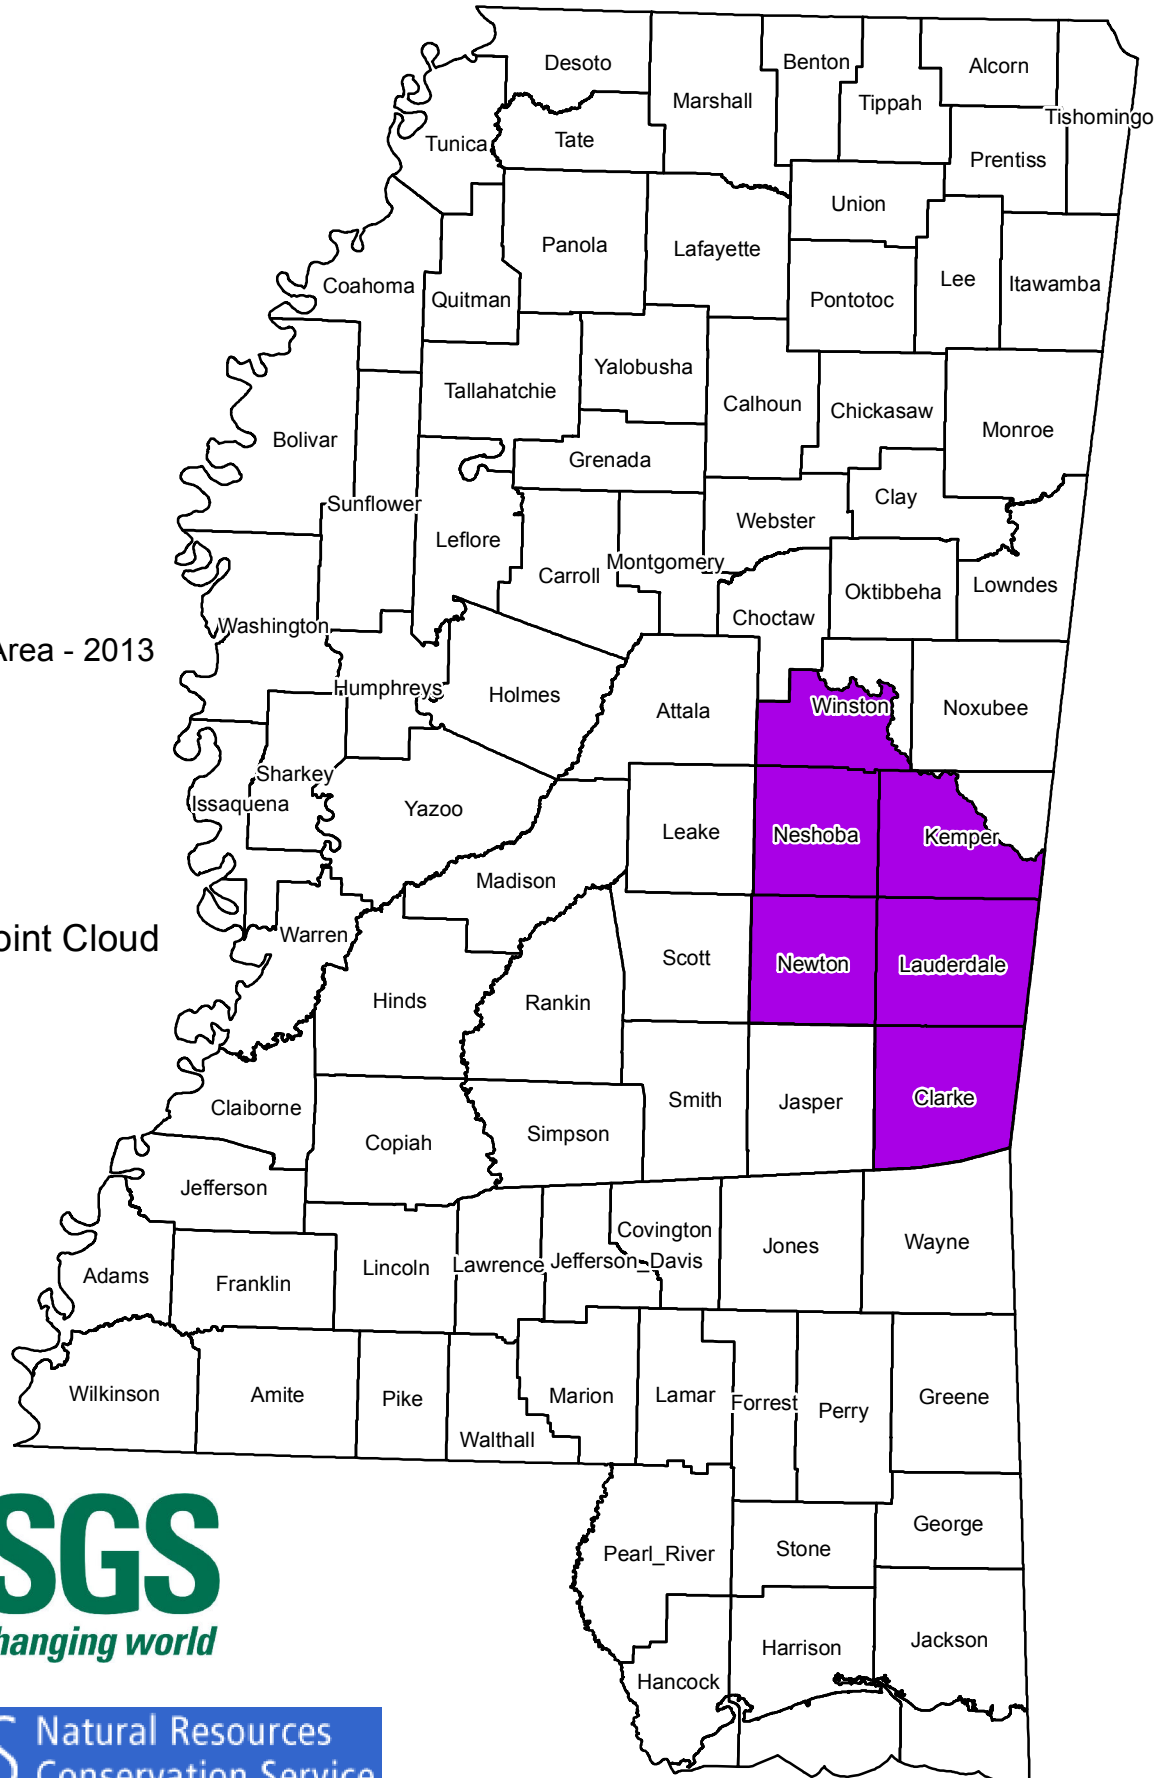 Desoto
Marshall
Benton
Tippah
Alcorn
Tishomingo
Tunica
Tate
Prentiss
Union
Panola
Lafayette
Coahoma
Quitman
Pontotoc
Lee
Itawamba
Tallahatchie
Yalobusha
Calhoun
Chickasaw
Monroe
Bolivar
Grenada
Sunflower
Clay
Webster
Leflore
Carroll
Montgomery
Oktibbeha
Lowndes
Choctaw
Washington
Area - 2013
Humphreys
Holmes
Attala
Winston
Noxubee
Sharkey
Issaquena
Yazoo
Leake
Neshoba
Kemper
Madison
Warren
oint Cloud
Scott
Newton
Lauderdale
Hinds
Rankin
Claiborne
Smith
Jasper
Clarke
Copiah
Simpson
Jefferson
Covington
Jones
Wayne
Adams
Franklin
Lincoln
Lawrence
Jefferson_Davis
Wilkinson
Amite
Pike
Walthall
Marion
Lamar
Forrest
Perry
Greene
SGS
hanging world
George
Pearl_River
Stone
Hancock
Harrison
Jackson
S Natural Resources
Conservation Service